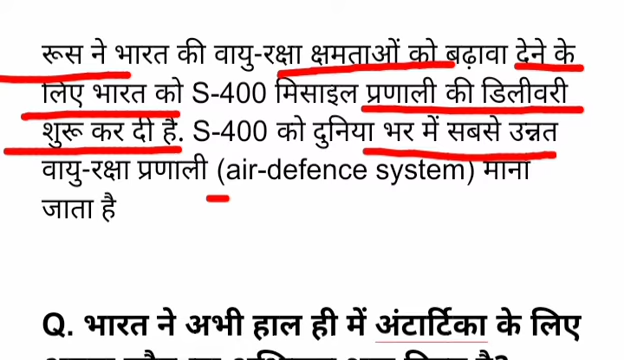 रूस ने भारत की वायु-रक्षा क्षमताओं को बढ़ावा देने के
लिए भारत को S-400 मिसाइल प्रणाली की डिलीवरी
शुरू कर दी है. S-400 को दुनिया भर में सबसे उन्नत
वायु-रक्षा प्रणाली (air-defence system) माना
जाता है
Q. भारत ने अभी हाल ही में अंटार्टिका के लिए